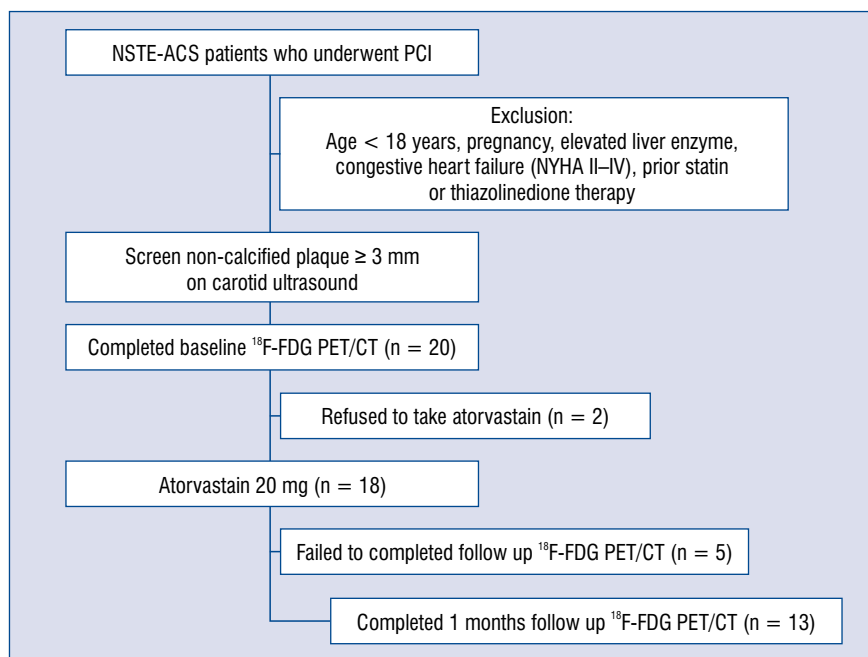 NSTE-ACS patients who underwent PCI
Exclusion:
Age < 18 years, pregnancy, elevated liver enzyme,
congestive heart failure (NYHA II–IV), prior statin
or thiazolinedione therapy
Screen non-calcified plaque ≥ 3 mm
on carotid ultrasound
Completed baseline ¹⁸F-FDG PET/CT (n = 20)
Refused to take atorvastain (n = 2)
Atorvastain 20 mg (n = 18)
Failed to completed follow up ¹⁸F-FDG PET/CT (n = 5)
Completed 1 months follow up ¹⁸F-FDG PET/CT (n = 13)